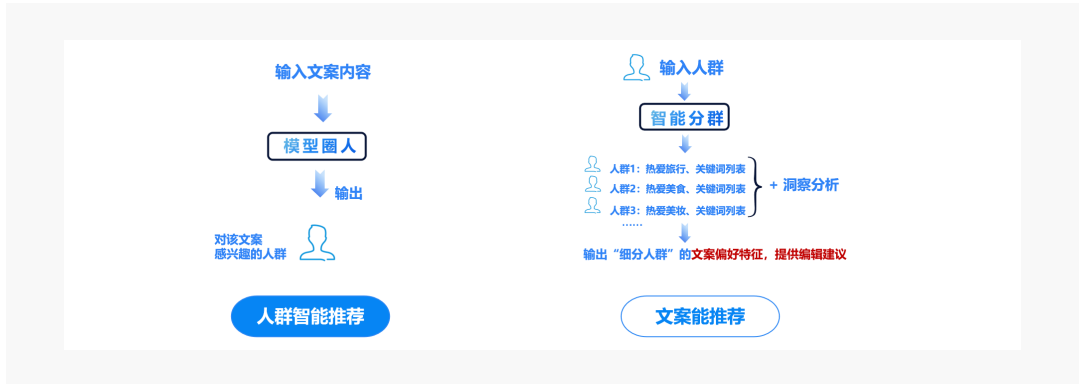 输入文案内容
模型圈人
输出
对该文案
感兴趣的人群
人群智能推荐
输入人群
智能分群
人群1：热爱旅行、关键词列表
人群2：热爱美食、关键词列表
人群3：热爱美妆、关键词列表
……
+ 洞察分析
输出“细分人群”的文案偏好特征，提供编辑建议
文案能推荐